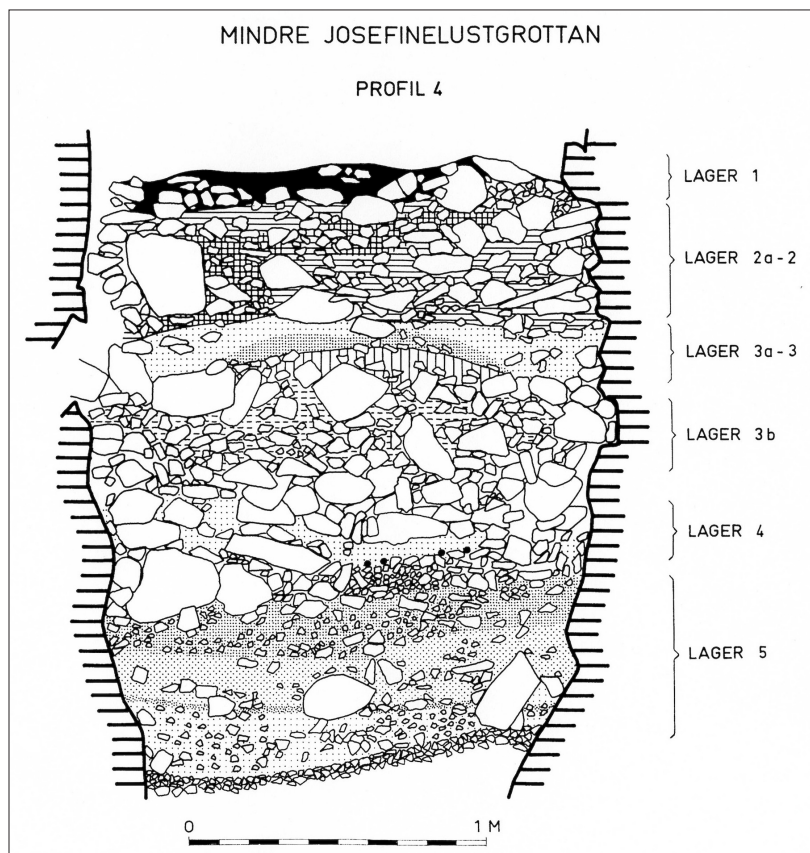 MINDRE JOSEFINELUSTGROTTAN
PROFIL 4
LAGER 1
LAGER 2a-2
LAGER 3a-3
LAGER 3b
LAGER 4
LAGER 5
0 1 M